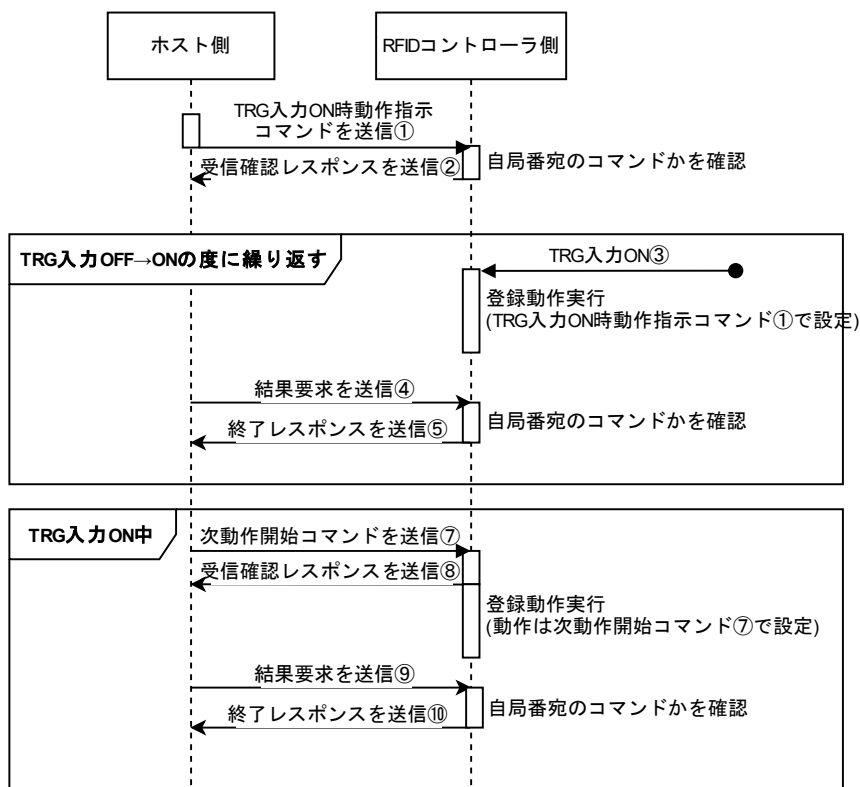 ホスト側
RFIDコントローラ側
TRG入力ON時動作指示
コマンドを送信①
受信確認レスポンスを送信②
自局番宛のコマンドかを確認
TRG入力OFF→ONの度に繰り返す
TRG入力ON③
登録動作実行
(TRG入力ON時動作指示コマンド①で設定)
結果要求を送信④
自局番宛のコマンドかを確認
終了レスポンスを送信⑤
TRG入力ON中
次動作開始コマンドを送信⑦
受信確認レスポンスを送信⑧
登録動作実行
(動作は次動作開始コマンド⑦で設定)
結果要求を送信⑨
自局番宛のコマンドかを確認
終了レスポンスを送信⑩